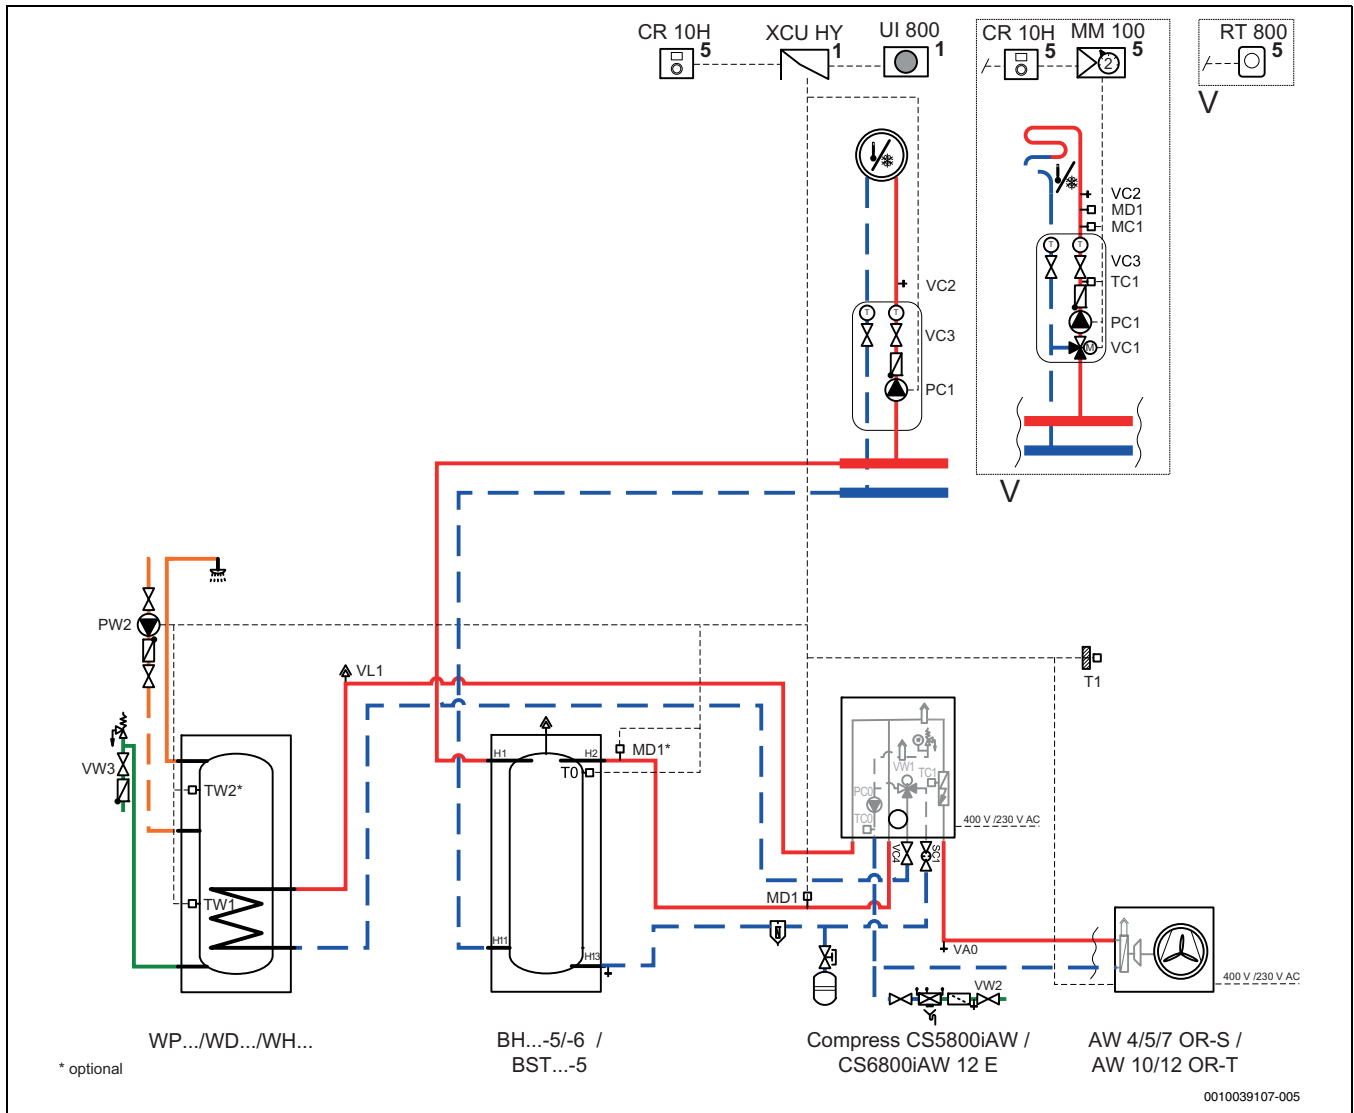 CR 10H
5
XCU HY
1
UI 800
1
CR 10H
5
MM 100
5
2
RT 800
5
V
VC2
MD1
MC1
T
T
VC3
TC1
PC1
M
VC1
VC2
T
T
VC3
PC1
V
PW2
VL1
T1
VW3
TW2*
TW1
H1
H2
MD1*
T0
H11
H13
VW1
TC1
PC0
TC0
400 V /230 V AC
VC4
SC1
MD1
VA0
VW2
400 V /230 V AC
WP.../WD.../WH...
BH...-5/-6 /
BST...-5
Compress CS5800iAW /
CS6800iAW 12 E
AW 4/5/7 OR-S /
AW 10/12 OR-T
* optional
0010039107-005